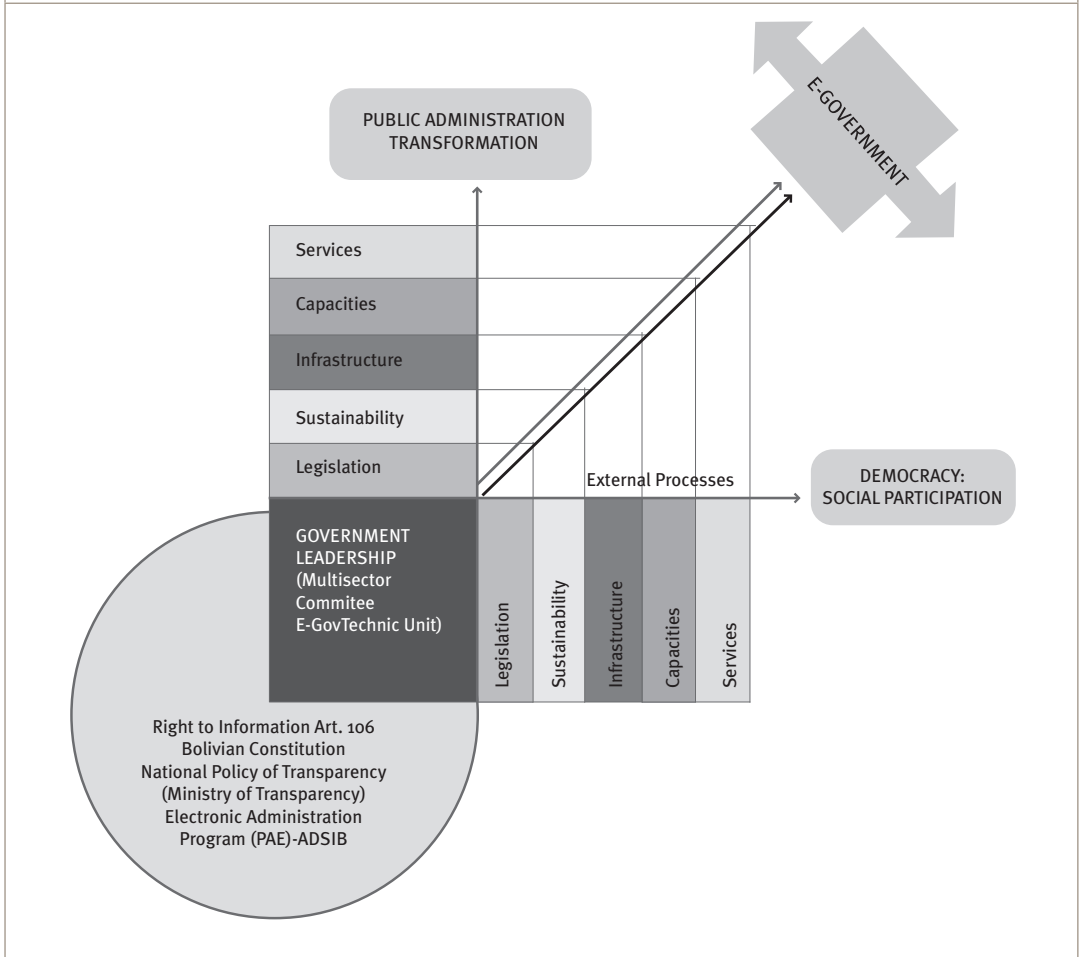 PUBLIC ADMINISTRATION
TRANSFORMATION
E-GOVERNMENT
Services
Capacities
Infrastructure
Sustainability
Legislation
External Processes
DEMOCRACY:
SOCIAL PARTICIPATION
GOVERNMENT
LEADERSHIP
(Multisector
Commitee
E-GovTechnic Unit)
Legislation
Sustainability
Infrastructure
Capacities
Services
Right to Information Art. 106
Bolivian Constitution
National Policy of Transparency
(Ministry of Transparency)
Electronic Administration
Program (PAE)-ADSIB